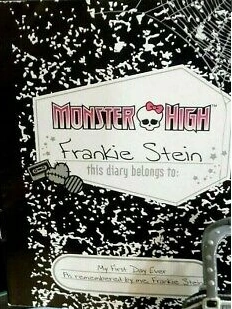 MONSTER HIGH
Frankie Stein
this diary belongs to:
My First Day Ever
As remembered by me, Frankie Stein